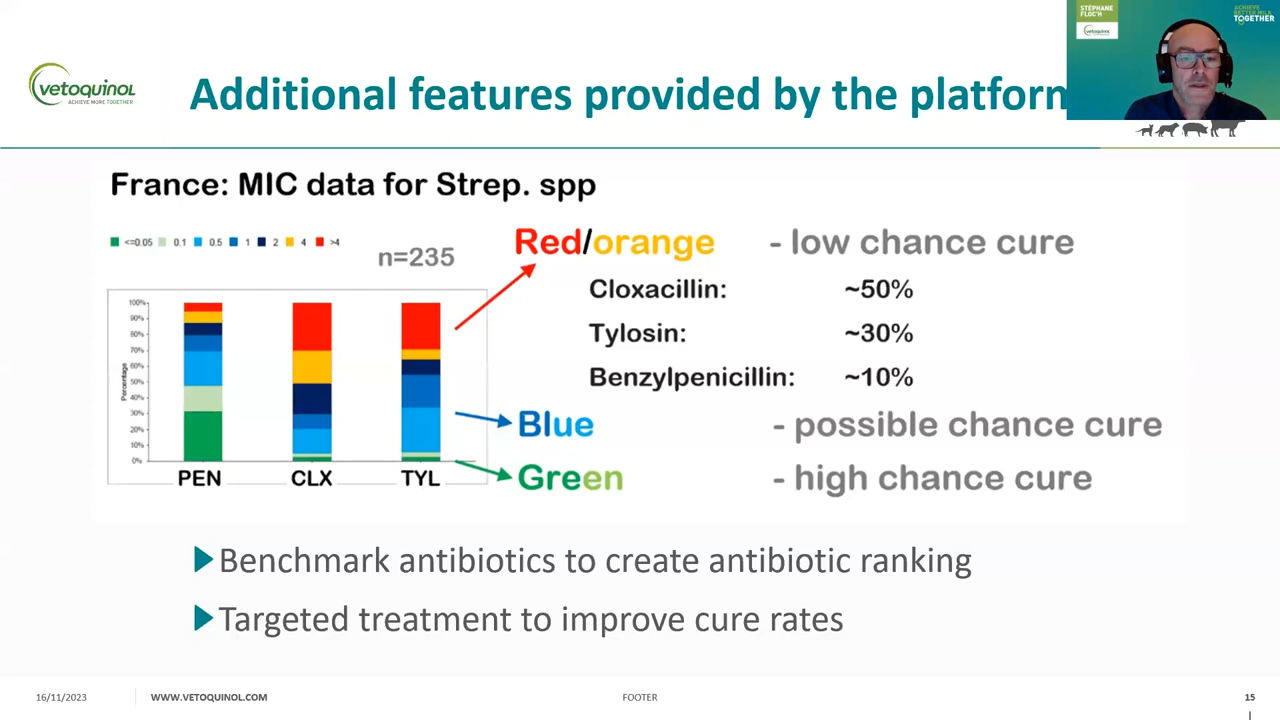 STÉPHANE
FLOC'H
vetoquinol
ACHIEVE
BETTER MILK
TOGETHER
vetoquinol
ACHIEVE MORE TOGETHER
Additional features provided by the platform
France: MIC data for Strep. spp
<=0.05 0.1 0.5 1 2 4 >4
n=235
Red/orange - low chance cure
Cloxacillin: ~50%
Tylosin: ~30%
Benzylpenicillin: ~10%
Blue - possible chance cure
Green - high chance cure
Percentage
100%
90%
80%
70%
60%
50%
40%
30%
20%
10%
0%
PEN CLX TYL
Benchmark antibiotics to create antibiotic ranking
Targeted treatment to improve cure rates
16/11/2023 WWW.VETOQUINOL.COM FOOTER 15